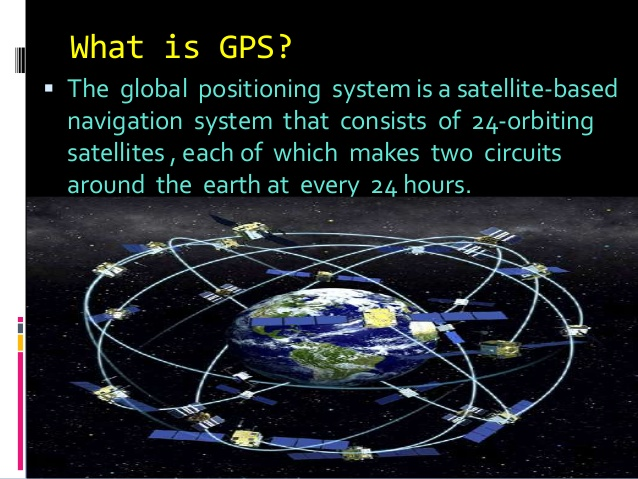 What is GPS?
▪ The global positioning system is a satellite-based
navigation system that consists of 24-orbiting
satellites , each of which makes two circuits
around the earth at every 24 hours.